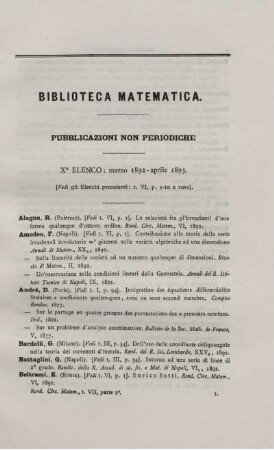 BIBLIOTECA MATEMATICA.
PUBBLICAZIONI NON PERIODICHE
Xº ELENCO: marzo 1892-aprile 1893.
[Vedi gli Elenchi precedenti: t. VI, p. 1-10 e retro].
Alagna, R. (Palermo). [Vedi t. VI, p. 1]. Le relazioni fra gl'invarianti d'una
forma qualunque d'ottavo ordine. Rend. Circ. Matem., VI, 1892.
Amodeo, F. (Napoli). [Vedi t. VI, p. 1]. Contribuzione alla teoria delle serie
irrazionali involutorie giacenti sulle varietà algebriche ad una dimensione
Annali di Matem., XX, 1892.
— Sulla linearità delle varietà ad un numero qualunque di dimensioni. Rivista di Matem., II, 1892.
— Un'osservazione sulle condizioni lineari della Geometria. Annali del R. Istituto Tecnico di Napoli, IX, 1892.
André, D. (Paris). [Vedi t. I, p. 54]. Intégration des équations différentielles
linéaires à coefficients quelconques, avec ou sans second membre. Comptes
Rendus, 1877.
— Sur le partage en quatre groupes des permutations des n premiers nombres.
Ibid., 1892.
— Sur un problème d'analyse combinatoire. Bulletin de la Soc. Math. de France,
V, 1877.
Bardelli, G. (Milano). [Vedi t. III, p. 34]. Dell'uso delle coordinate obliquangole
nella teoria dei momenti d'inerzia. Rend. del R. Ist. Lombardo, XXV, 1892.
Battaglini, G. (Napoli). [Vedi t. III, p. 34]. Intorno ad una serie di linee di
2º grado. Rendic. della R. Accad. di sc. fis. e mat. di Napoli, VI, 1892.
Beltrami, E. (Roma). [Vedi t. VI, p. 1]. Enrico Betti. Rend. Circ. Matem.,
VI, 1892.
Rend. Circ. Matem., t. VII, parte 2ª. 1.